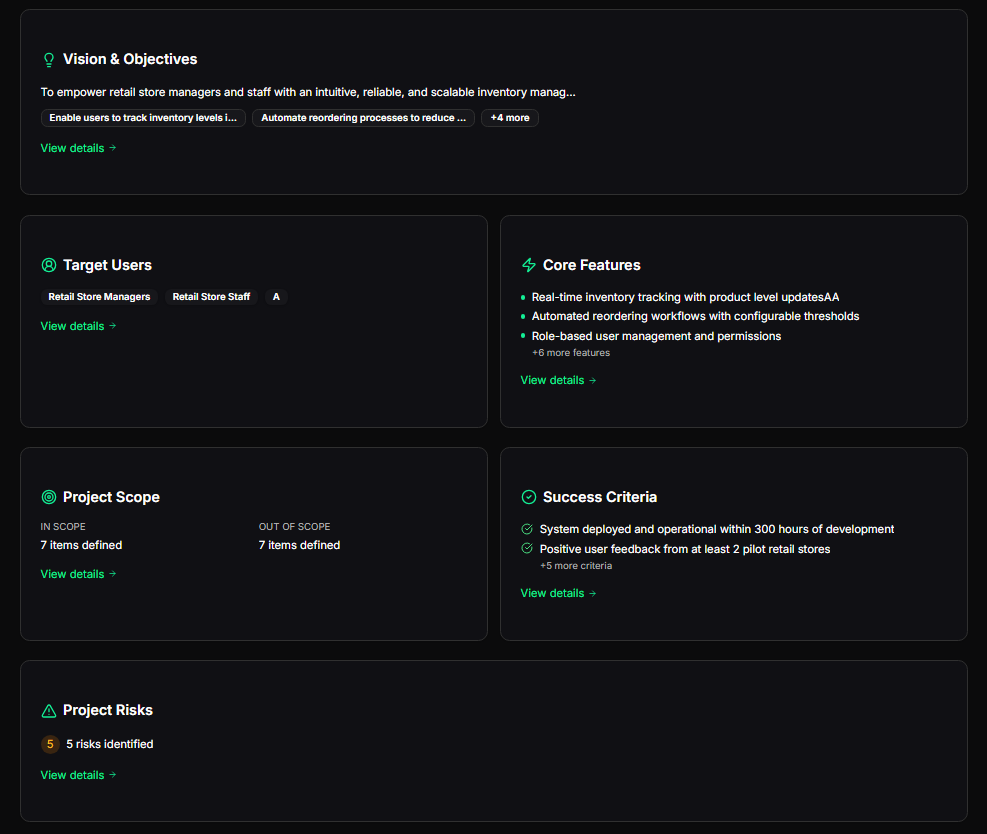 Vision & Objectives
To empower retail store managers and staff with an intuitive, reliable, and scalable inventory manag...
Enable users to track inventory levels i... Automate reordering processes to reduce ... +4 more
View details →
Target Users
Retail Store Managers Retail Store Staff A
View details →
Core Features
Real-time inventory tracking with product level updatesAA
Automated reordering workflows with configurable thresholds
Role-based user management and permissions
+6 more features
View details →
Project Scope
IN SCOPE OUT OF SCOPE
7 items defined 7 items defined
View details →
Success Criteria
System deployed and operational within 300 hours of development
Positive user feedback from at least 2 pilot retail stores
+5 more criteria
View details →
Project Risks
5 5 risks identified
View details →